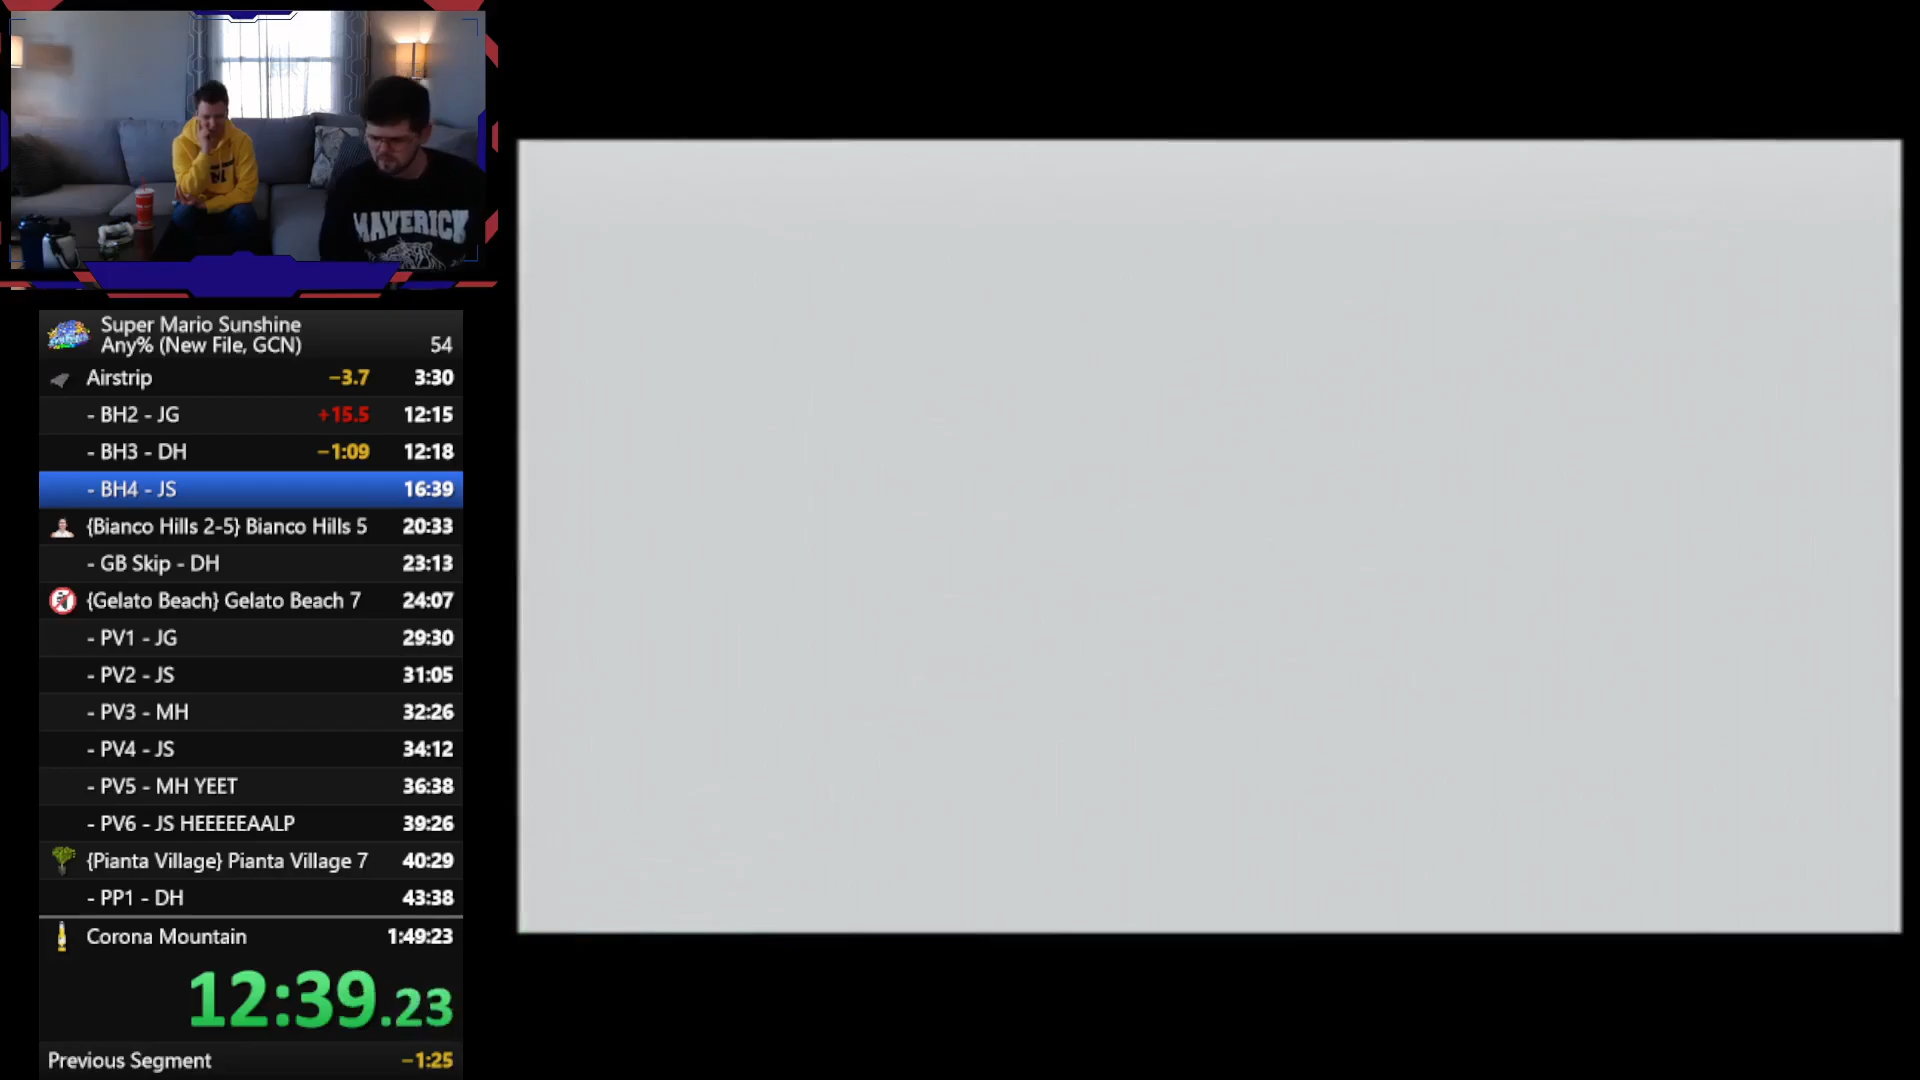 MAVERICK
Super Mario Sunshine
Any% (New File, GCN) 54
Airstrip −3.7 3:30
- BH2 - JG +15.5 12:15
- BH3 - DH −1:09 12:18
- BH4 - JS 16:39
{Bianco Hills 2-5} Bianco Hills 5 20:33
- GB Skip - DH 23:13
{Gelato Beach} Gelato Beach 7 24:07
- PV1 - JG 29:30
- PV2 - JS 31:05
- PV3 - MH 32:26
- PV4 - JS 34:12
- PV5 - MH YEET 36:38
- PV6 - JS HEEEEEAALP 39:26
{Pianta Village} Pianta Village 7 40:29
- PP1 - DH 43:38
Corona Mountain 1:49:23
12:39.23
Previous Segment −1:25